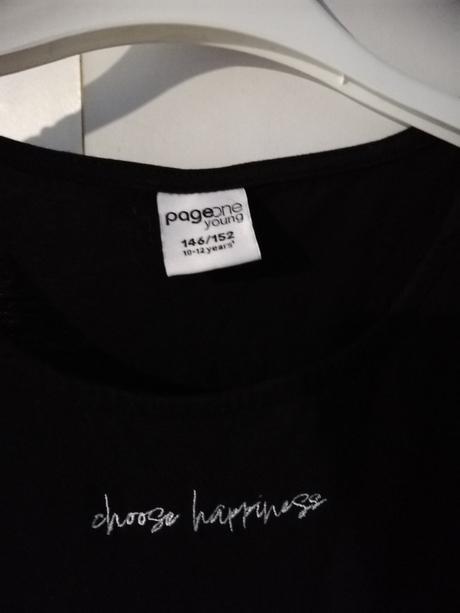 pageone
young
146/152
10-12 years
choose happiness